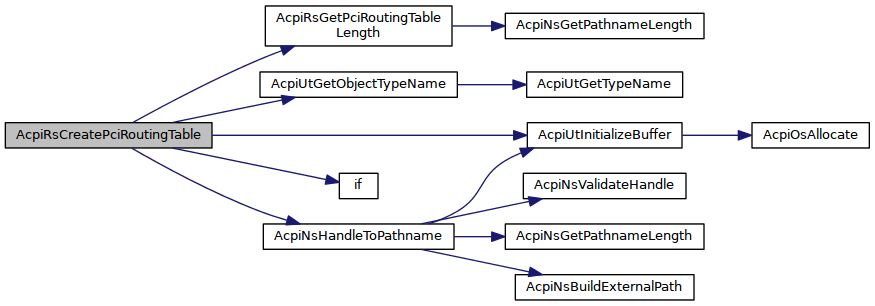 AcpiRsGetPciRoutingTable
Length
AcpiNsGetPathnameLength
AcpiUtGetObjectTypeName
AcpiUtGetTypeName
AcpiRsCreatePciRoutingTable
AcpiUtInitializeBuffer
AcpiOsAllocate
if
AcpiNsValidateHandle
AcpiNsHandleToPathname
AcpiNsGetPathnameLength
AcpiNsBuildExternalPath